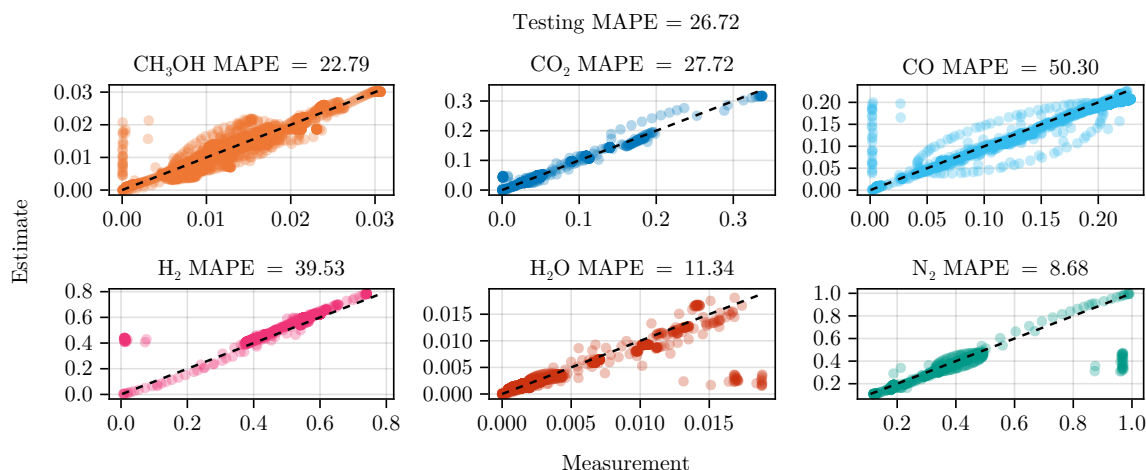 Testing MAPE = 26.72
CH₃OH MAPE = 22.79
CO₂ MAPE = 27.72
CO MAPE = 50.30
0.03
0.02
0.01
0.00
0.00 0.01 0.02 0.03
0.3
0.2
0.1
0.0
0.0 0.1 0.2 0.3
0.20
0.15
0.10
0.05
0.00
0.00 0.05 0.10 0.15 0.20
Estimate
H₂ MAPE = 39.53
H₂O MAPE = 11.34
N₂ MAPE = 8.68
0.8
0.6
0.4
0.2
0.0
0.0 0.2 0.4 0.6 0.8
0.015
0.010
0.005
0.000
0.000 0.005 0.010 0.015
1.0
0.8
0.6
0.4
0.2
0.2 0.4 0.6 0.8 1.0
Measurement